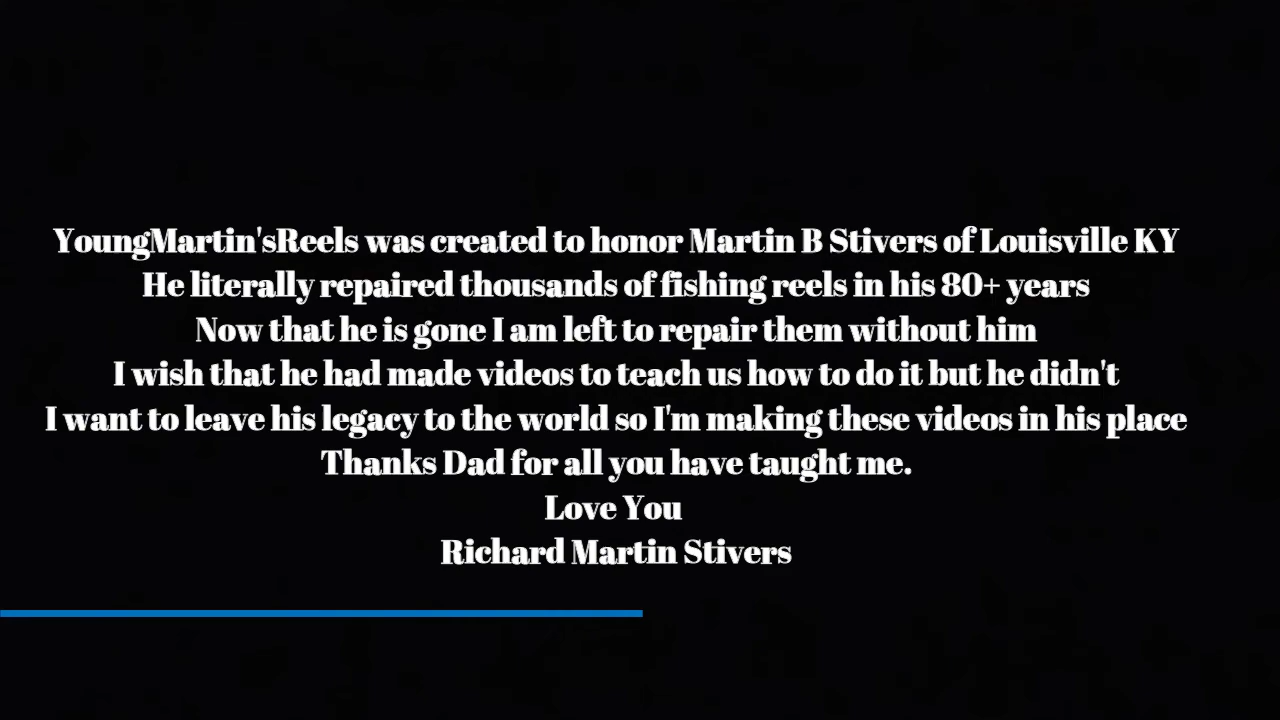 YoungMartin'sReels was created to honor Martin B Stivers of Louisville KY
He literally repaired thousands of fishing reels in his 80+ years
Now that he is gone I am left to repair them without him
I wish that he had made videos to teach us how to do it but he didn't
I want to leave his legacy to the world so I'm making these videos in his place
Thanks Dad for all you have taught me.
Love You
Richard Martin Stivers